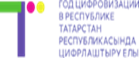 ГОД ЦИФРОВИЗАЦИИ
В РЕСПУБЛИКЕ
ТАТАРСТАН
РЕСПУБЛИКАСЫНДА
ЦИФРЛАШТЫРУ ЕЛЫ